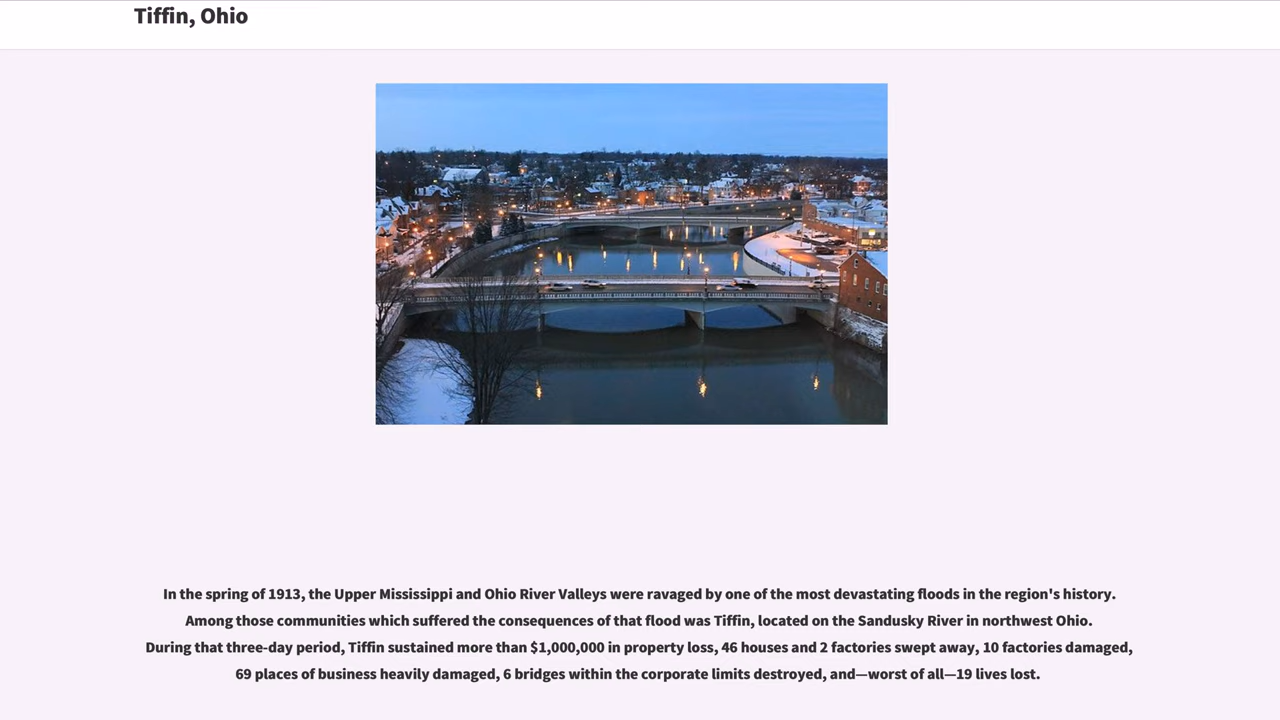 Tiffin, Ohio
In the spring of 1913, the Upper Mississippi and Ohio River Valleys were ravaged by one of the most devastating floods in the region's history.
Among those communities which suffered the consequences of that flood was Tiffin, located on the Sandusky River in northwest Ohio.
During that three-day period, Tiffin sustained more than $1,000,000 in property loss, 46 houses and 2 factories swept away, 10 factories damaged,
69 places of business heavily damaged, 6 bridges within the corporate limits destroyed, and—worst of all—19 lives lost.